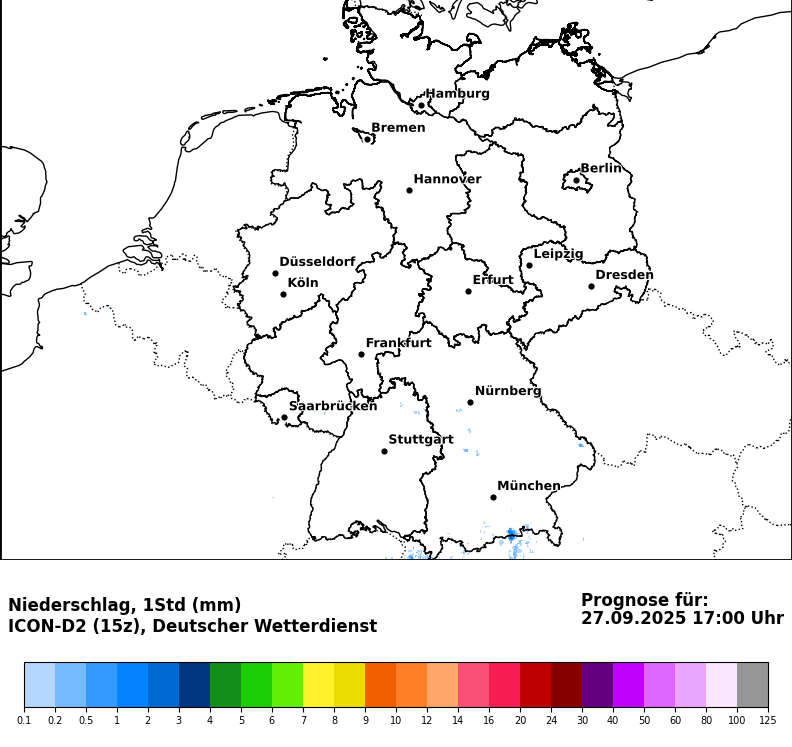 Hamburg
Bremen
Berlin
Hannover
Leipzig
Düsseldorf
Dresden
Köln
Erfurt
Frankfurt
Nürnberg
Saarbrücken
Stuttgart
München
Niederschlag, 1Std (mm)
ICON-D2 (15z), Deutscher Wetterdienst
Prognose für:
27.09.2025 17:00 Uhr
0.1 0.2 0.5 1 2 3 4 5 6 7 8 9 10 12 14 16 20 24 30 40 50 60 80 100 125